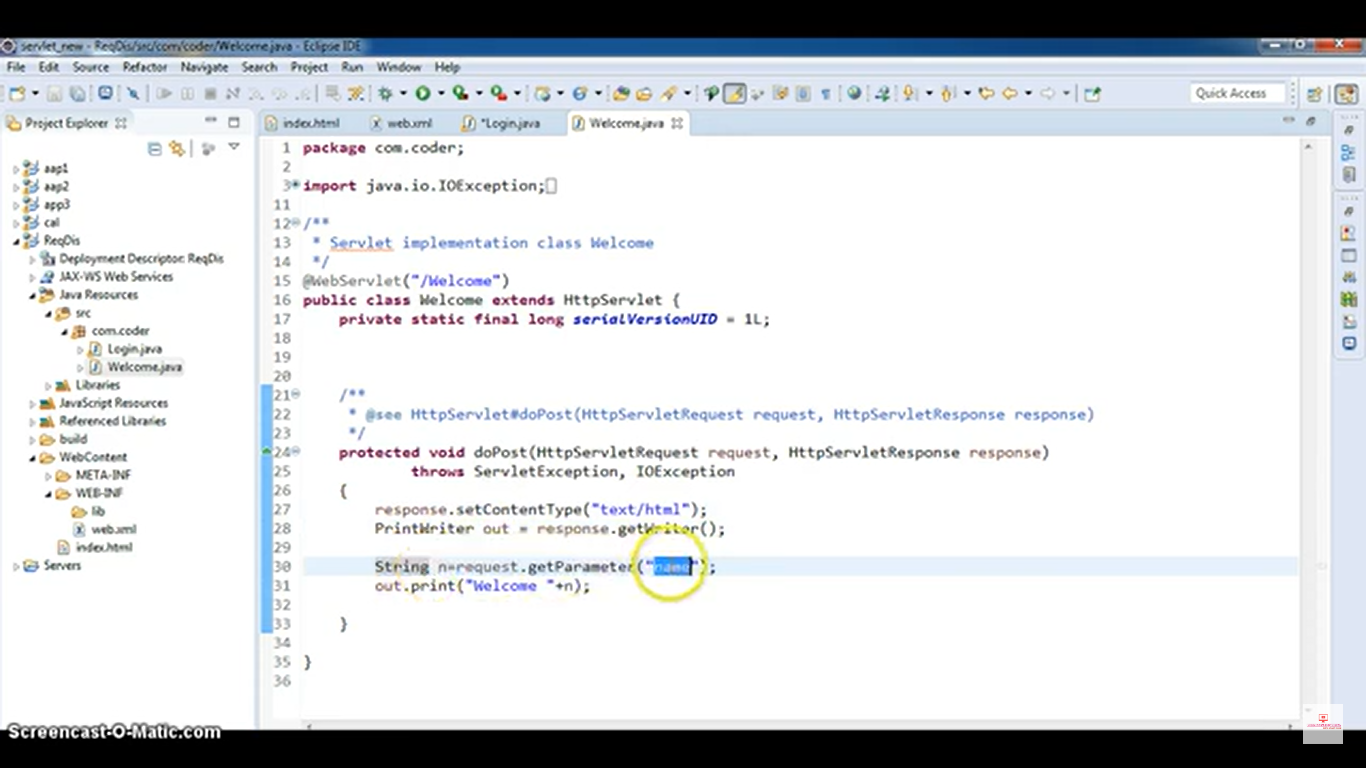 servlet_new - ReqDis/src/com/coder/Welcome.java - Eclipse IDE
File Edit Source Refactor Navigate Search Project Run Window Help
Quick Access
Project Explorer
index.html web.xml *Login.java Welcome.java
aap1
aap2
app3
cal
ReqDis
Deployment Descriptor: ReqDis
JAX-WS Web Services
Java Resources
src
com.coder
Login.java
Welcome.java
Libraries
JavaScript Resources
Referenced Libraries
build
WebContent
META-INF
WEB-INF
lib
web.xml
index.html
Servers
1 package com.coder;
2
3 import java.io.IOException;
11
12 /**
13 * Servlet implementation class Welcome
14 */
15 @WebServlet("/Welcome")
16 public class Welcome extends HttpServlet {
17 private static final long serialVersionUID = 1L;
18
19
20
21 /**
22 * @see HttpServlet#doPost(HttpServletRequest request, HttpServletResponse response)
23 */
24 protected void doPost(HttpServletRequest request, HttpServletResponse response)
25 throws ServletException, IOException
26 {
27 response.setContentType("text/html");
28 PrintWriter out = response.getWriter();
29
30 String n=request.getParameter("name");
31 out.print("Welcome "+n);
32
33 }
34
35 }
36
Screencast-O-Matic.com